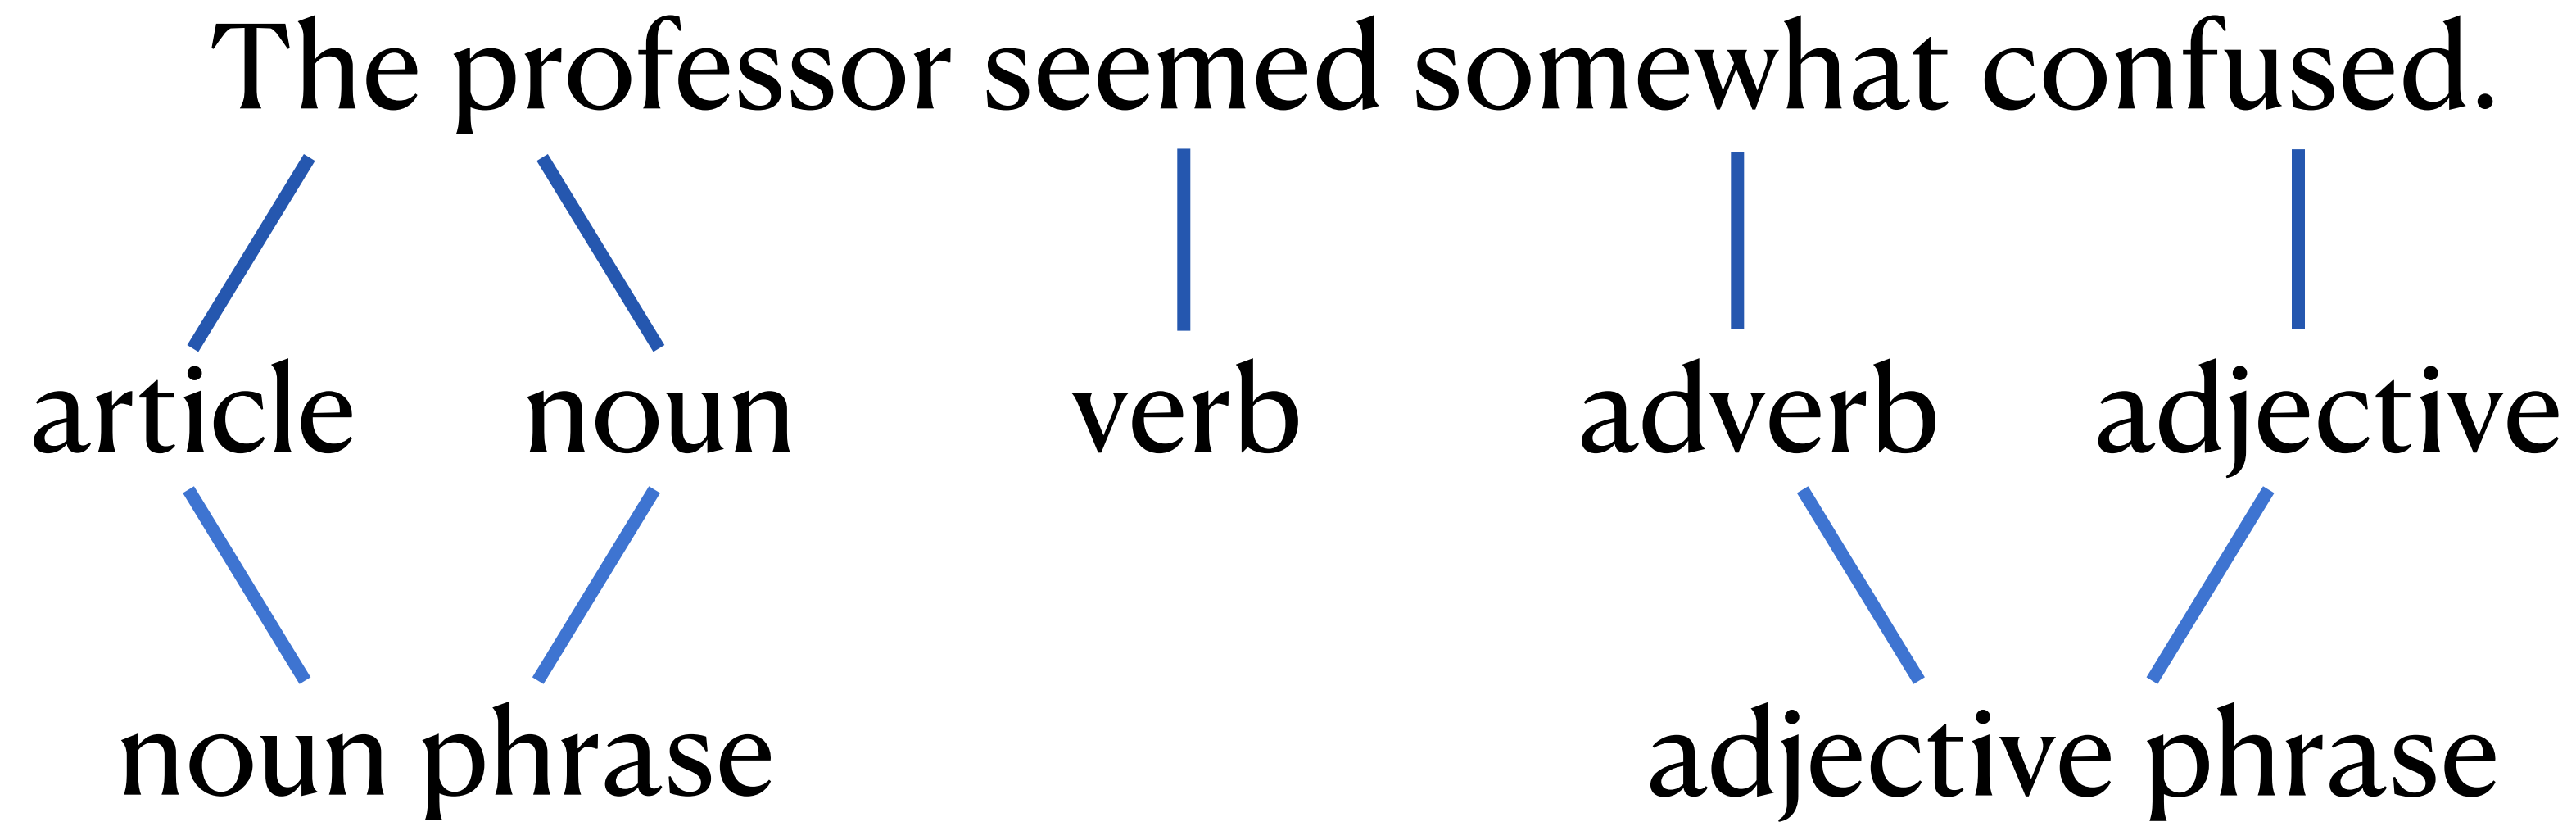 The professor seemed somewhat confused.
article noun verb adverb adjective
noun phrase adjective phrase